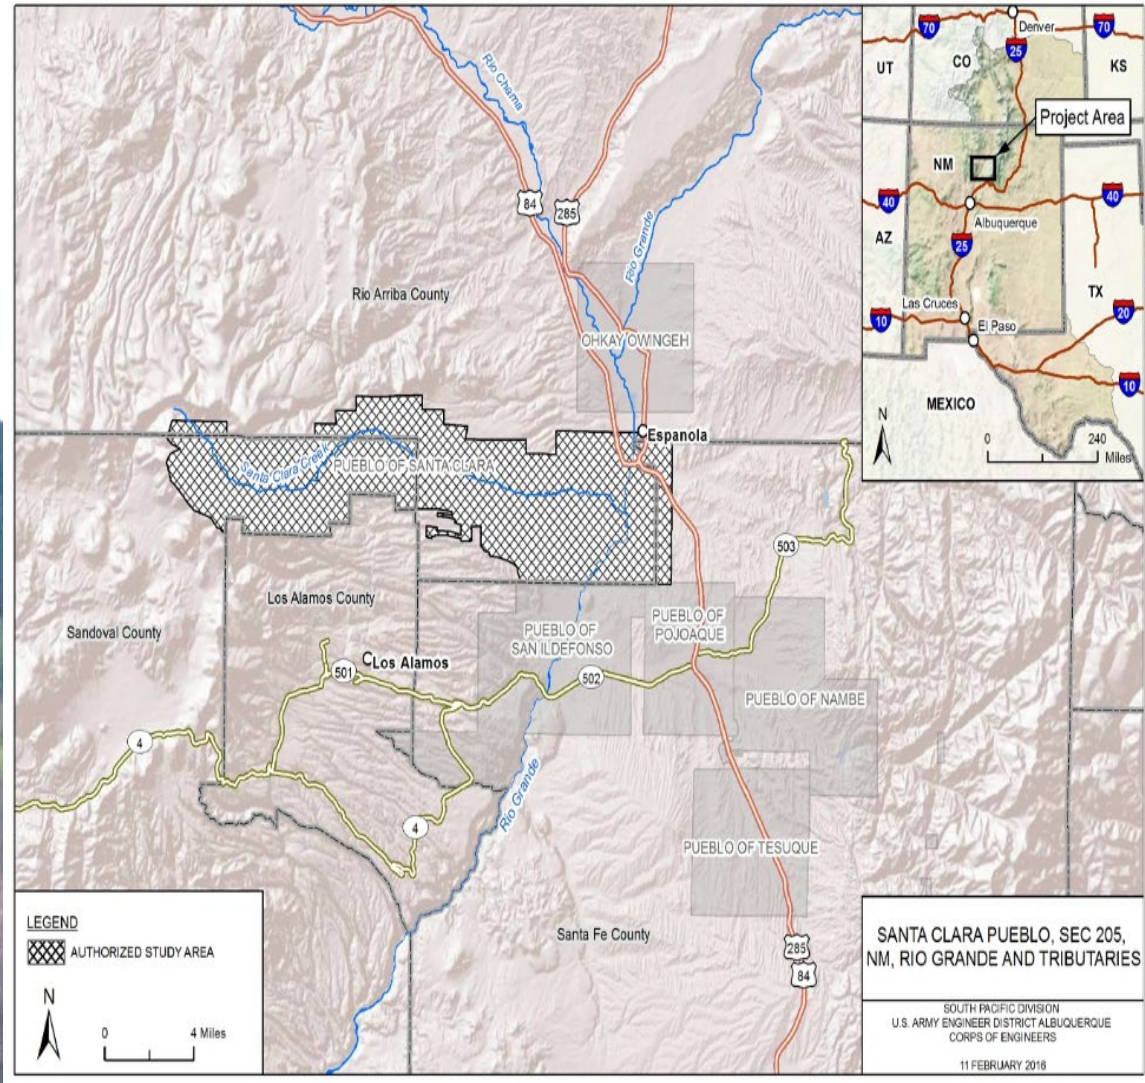 Rio Chama
84
285
Rio Grande
Rio Arriba County
OHKAY OWINGEH
Espanola
Santa Clara Creek
PUEBLO OF SANTA CLARA
503
Los Alamos County
Sandoval County
PUEBLO OF
SAN ILDEFONSO
PUEBLO OF
POJOAQUE
501
Los Alamos
502
PUEBLO OF NAMBE
4
Rio Grande
4
PUEBLO OF TESUQUE
Santa Fe County
285
84
70
Denver
70
25
UT
CO
KS
Project Area
NM
40
40
Albuquerque
AZ
25
TX
Las Cruces
20
10
El Paso
10
MEXICO
N
0 240
Miles
LEGEND
AUTHORIZED STUDY AREA
N
0 4 Miles
SANTA CLARA PUEBLO, SEC 205,
NM, RIO GRANDE AND TRIBUTARIES
SOUTH PACIFIC DIVISION
U.S. ARMY ENGINEER DISTRICT ALBUQUERQUE
CORPS OF ENGINEERS
11 FEBRUARY 2016